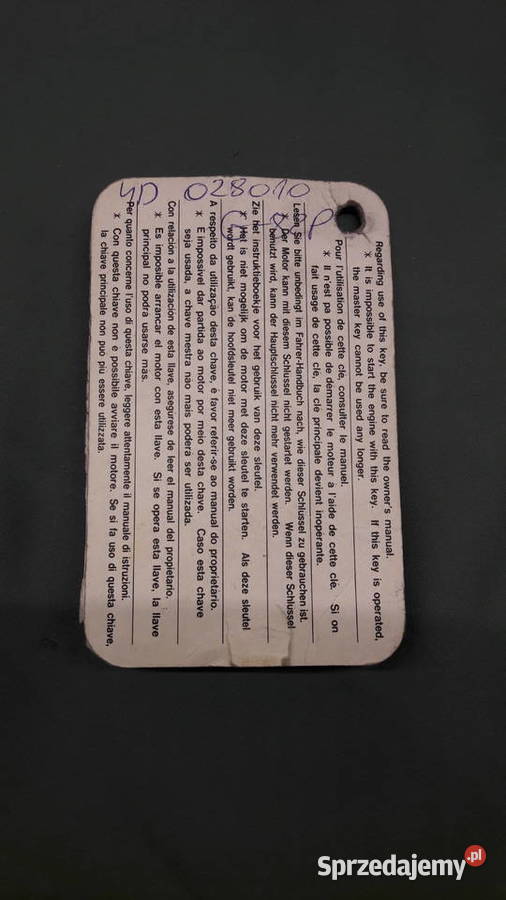 4D 028010
Regarding use of this key, be sure to read the owner's manual.
* It is impossible to start the engine with this key. If this key is operated,
the master key cannot be used any longer.
Pour l'utilisation de cette clé, consulter le manuel.
* Il n'est pa possible de démarrer le moteur à l'aide de cette clé. Si on
fait usage de cette clé, la clé principale devient inoperante.
Lesen Sie bitte unbedingt im Fahrer-Handbuch nach, wie dieser Schlüssel zu gebrauchen ist.
* Der Motor kann mit diesem Schlüssel nicht gestartet werden. Wenn dieser Schlüssel
benutzt wird, kann der Hauptschlüssel nicht mehr verwendet werden.
Zie het instruktieboekje voor het gebruik van deze sleutel.
* Het is niet mogelijk om de motor met deze sleutel te starten. Als deze sleutel
wordt gebruikt, kan de hoofdsleutel niet meer gebruikt worden.
A respeito da utilização desta chave, é favor referir-se ao manual do proprietário.
* É impossível dar partida ao motor por meio desta chave. Caso esta chave
seja usada, a chave mestra não mais poderá ser utilizada.
Con relacion a la utilizacion de esta llave, asegurese de leer el manual del propietario.
* Es imposible arrancar el motor con esta llave. Si se opera esta llave, la llave
principal no podra usarse mas.
Per quanto concerne l'uso di questa chiave, leggere attentamente il manuale di istruzioni.
* Con questa chiave non è possibile avviare il motore. Se si fa uso di questa chiave,
la chiave principale non può più essere utilizzata.
Sprzedajemy.pl